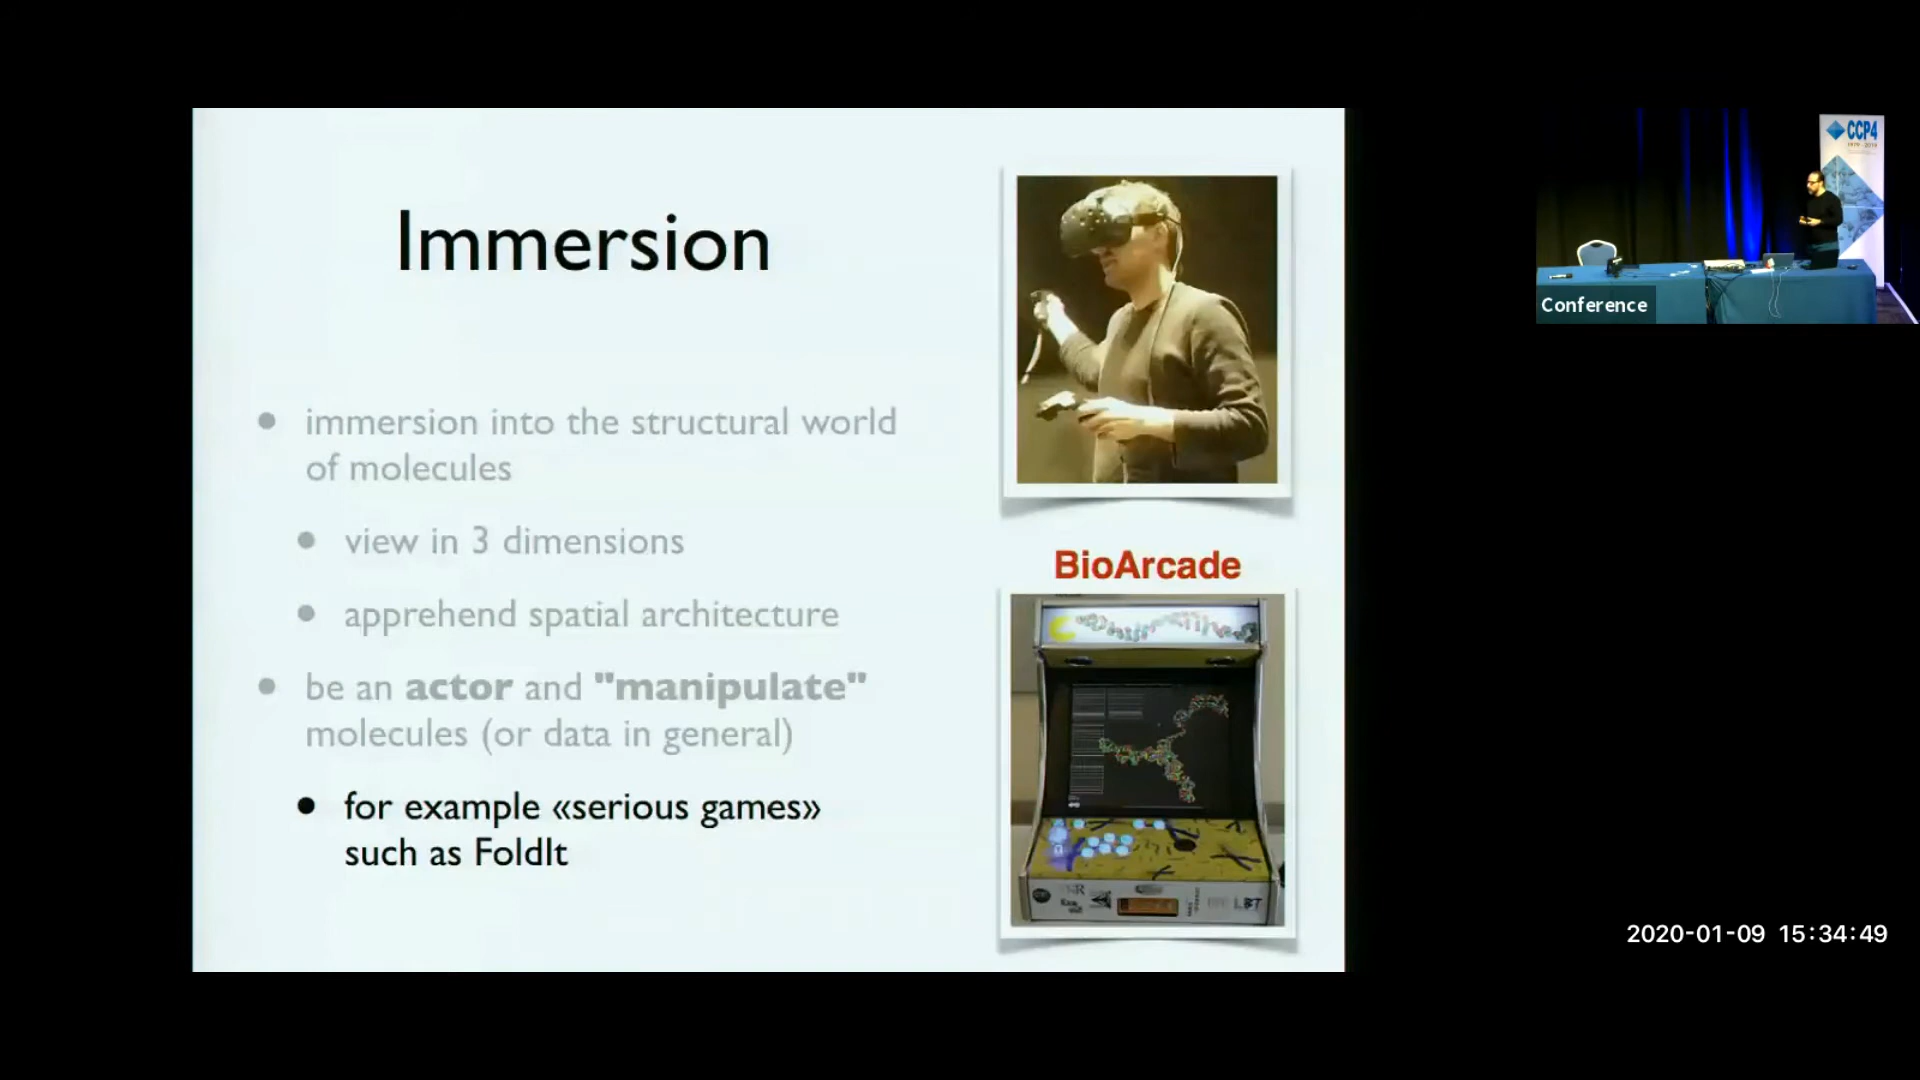 Immersion
immersion into the structural world
of molecules
view in 3 dimensions
apprehend spatial architecture
be an actor and "manipulate"
molecules (or data in general)
for example «serious games»
such as FoldIt
BioArcade
CCP4
Conference
2020-01-09 15:34:49